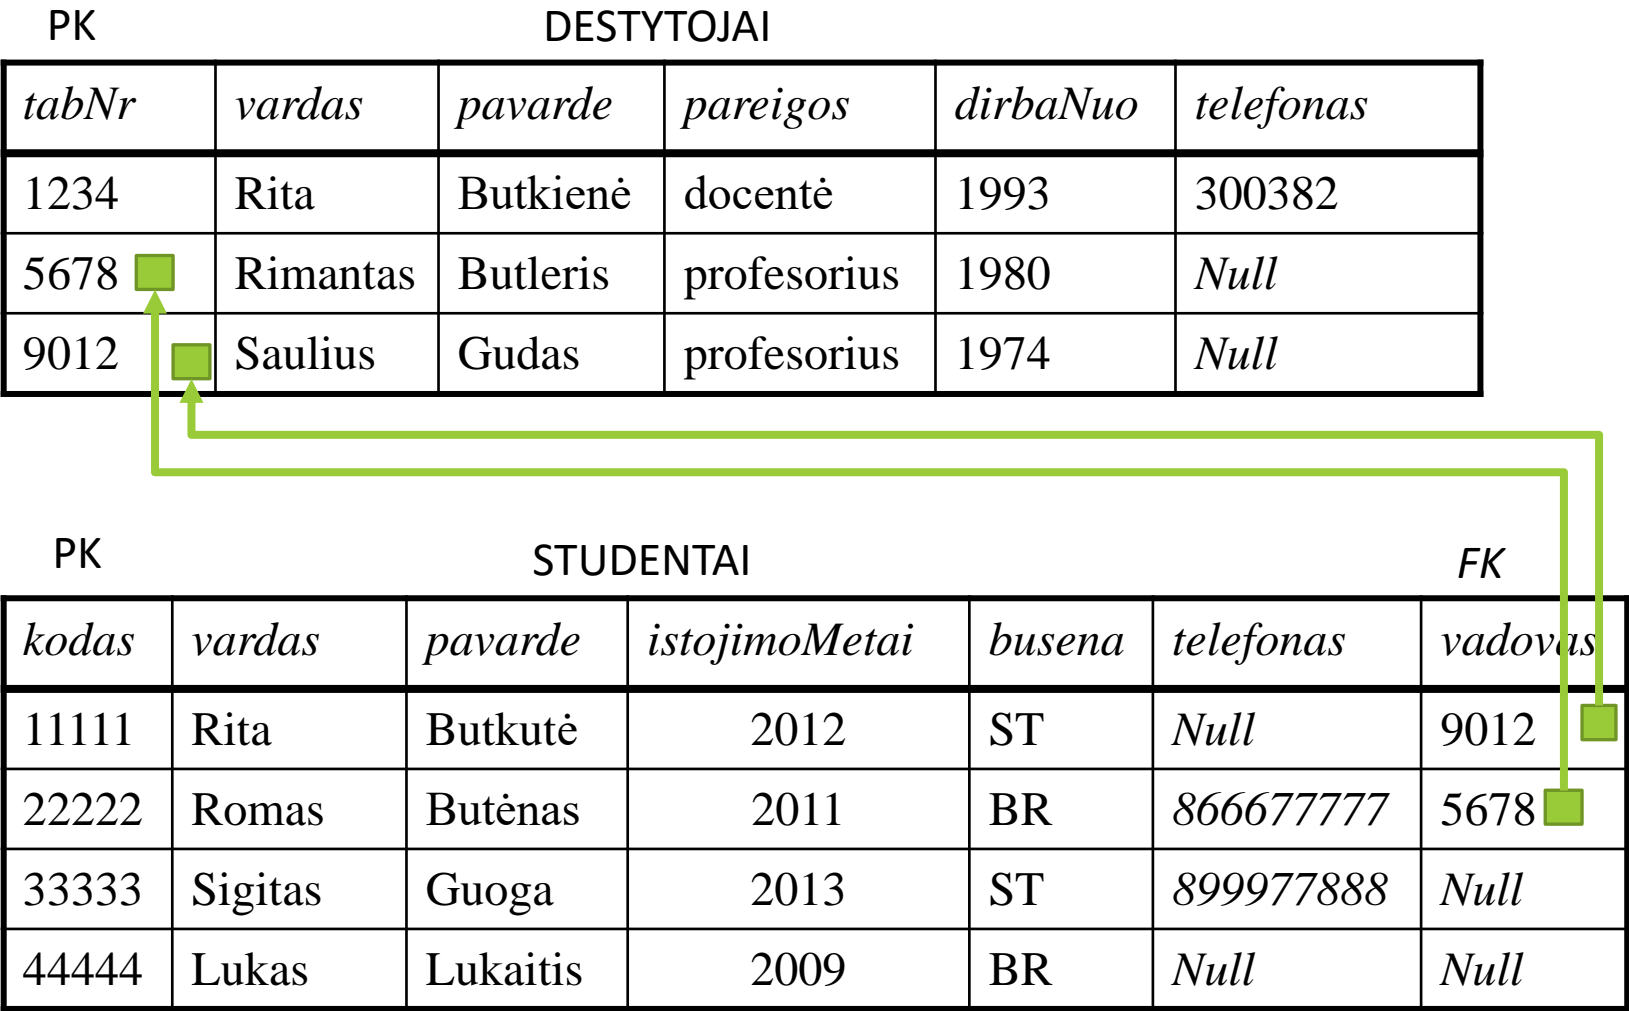 PK DESTYTOJAI
tabNr vardas pavarde pareigos dirbaNuo telefonas
1234 Rita Butkienė docentė 1993 300382
5678 Rimantas Butleris profesorius 1980 Null
9012 Saulius Gudas profesorius 1974 Null
PK STUDENTAI FK
kodas vardas pavarde istojimoMetai busena telefonas vadovas
11111 Rita Butkutė 2012 ST Null 9012
22222 Romas Butėnas 2011 BR 866677777 5678
33333 Sigitas Guoga 2013 ST 899977888 Null
44444 Lukas Lukaitis 2009 BR Null Null